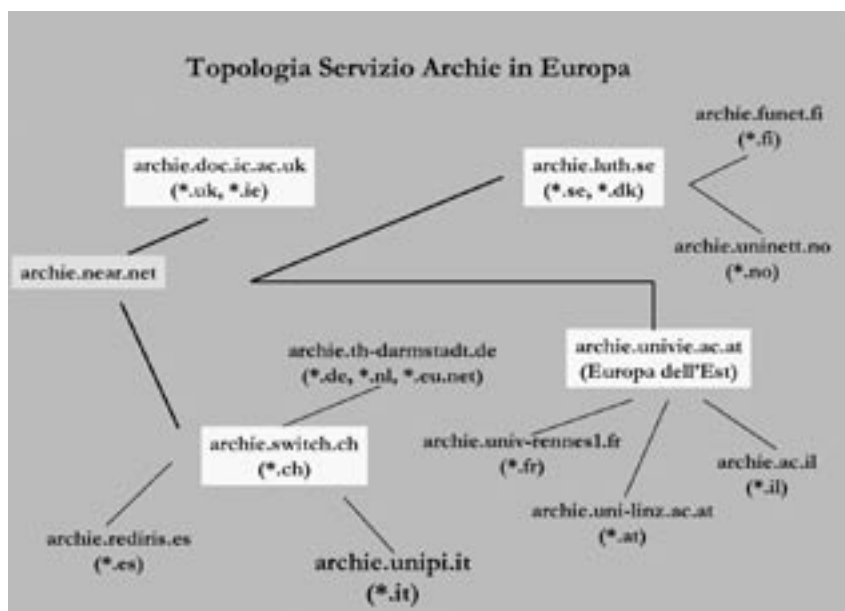 Topologia Servizio Archie in Europa
archie.funet.fi
(*.fi)
archie.doc.ic.ac.uk
(*.uk, *.ie)
archie.luth.se
(*.se, *.dk)
archie.uninett.no
(*.no)
archie.near.net
archie.th-darmstadt.de
(*.de, *.nl, *.eu.net)
archie.univie.ac.at
(Europa dell'Est)
archie.switch.ch
(*.ch)
archie.univ-rennes1.fr
(*.fr)
archie.ac.il
(*.il)
archie.uni-linz.ac.at
(*.at)
archie.rediris.es
(*.es)
archie.unipi.it
(*.it)